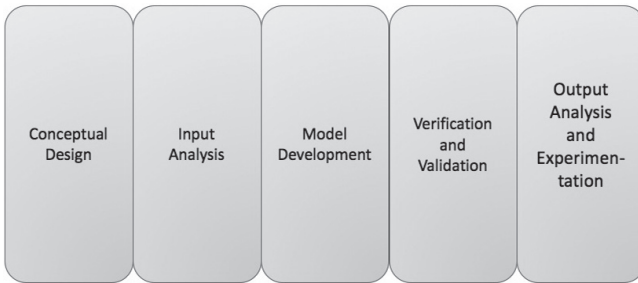 Conceptual
Design
Input
Analysis
Model
Development
Verification
and
Validation
Output
Analysis
and
Experimen-
tation